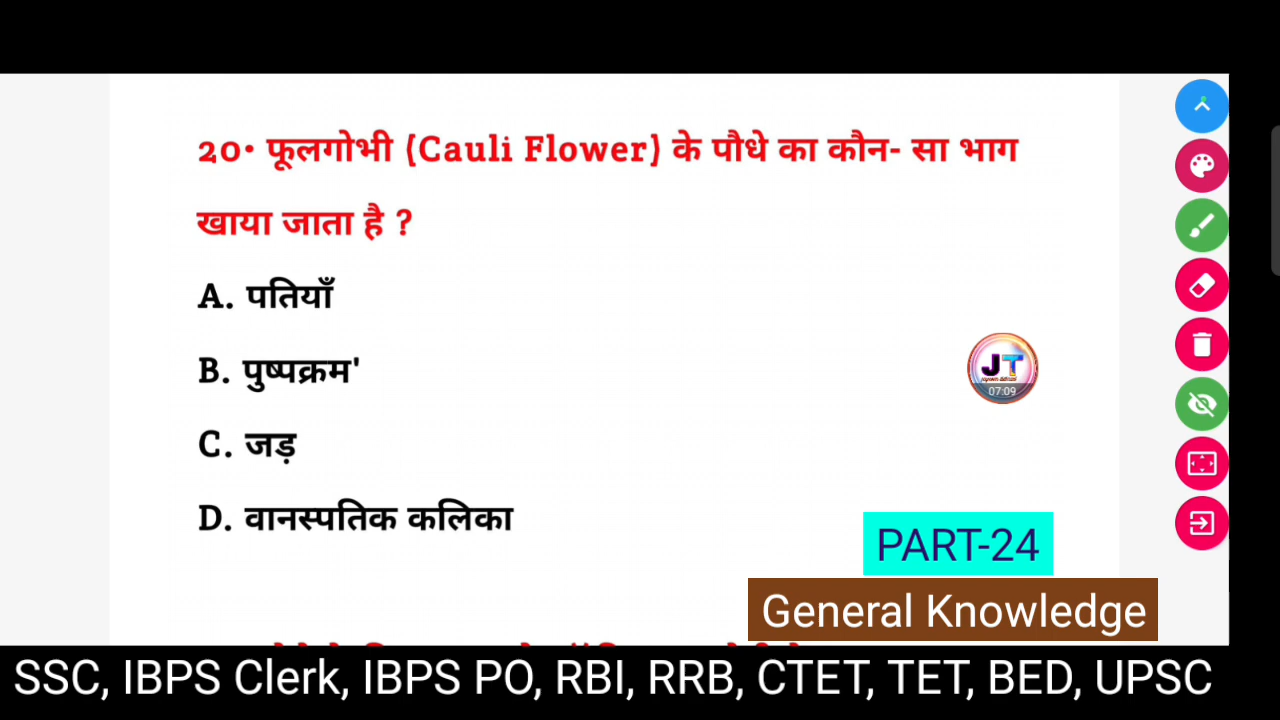 20• फूलगोभी (Cauli Flower) के पौधे का कौन- सा भाग
खाया जाता है ?
A. पतियाँ
B. पुष्पक्रम'
C. जड़
D. वानस्पतिक कलिका
JT
07:09
PART-24
General Knowledge
SSC, IBPS Clerk, IBPS PO, RBI, RRB, CTET, TET, BED, UPSC